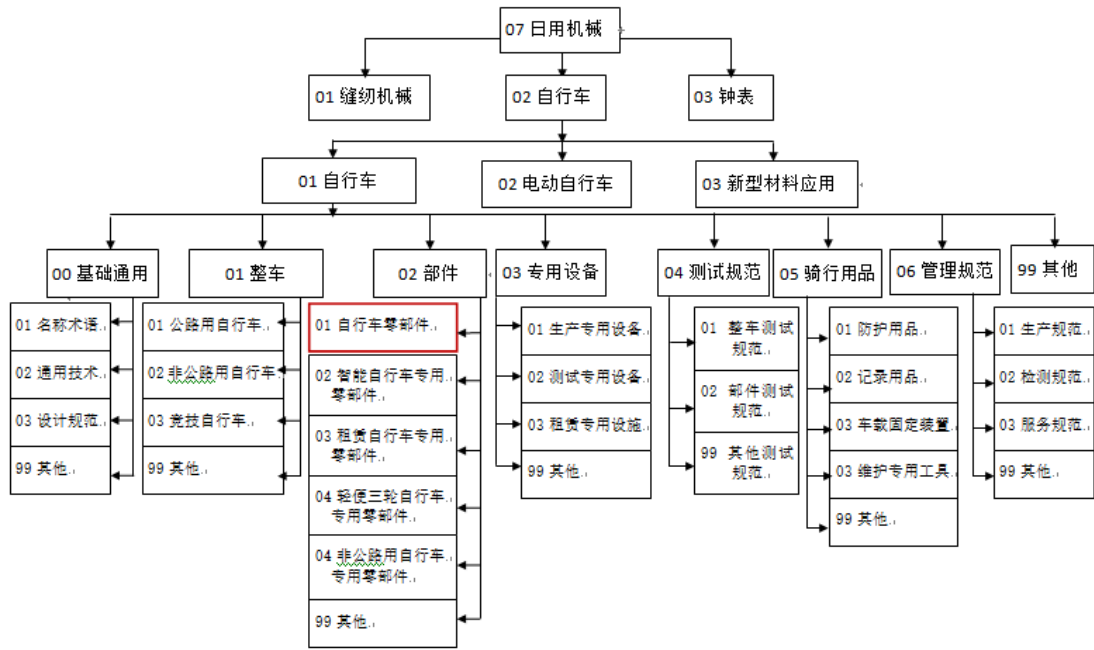 07 日用机械
01 缝纫机械
02 自行车
03 钟表
01 自行车
02 电动自行车
03 新型材料应用
00 基础通用
01 整车
02 部件
03 专用设备
04 测试规范
05 骑行用品
06 管理规范
99 其他
01 名称术语
02 通用技术
03 设计规范
99 其他
01 公路用自行车
02 非公路用自行车
03 竞技自行车
99 其他
01 自行车零部件
02 智能自行车专用
零部件
03 租赁自行车专用
零部件
04 轻便三轮自行车
专用零部件
04 非公路用自行车
专用零部件
99 其他
01 生产专用设备
02 测试专用设备
03 租赁专用设施
99 其他
01 整车测试
规范
02 部件测试
规范
99 其他测试
规范
01 防护用品
02 记录用品
03 车载固定装置
03 维护专用工具
99 其他
01 生产规范
02 检测规范
03 服务规范
99 其他